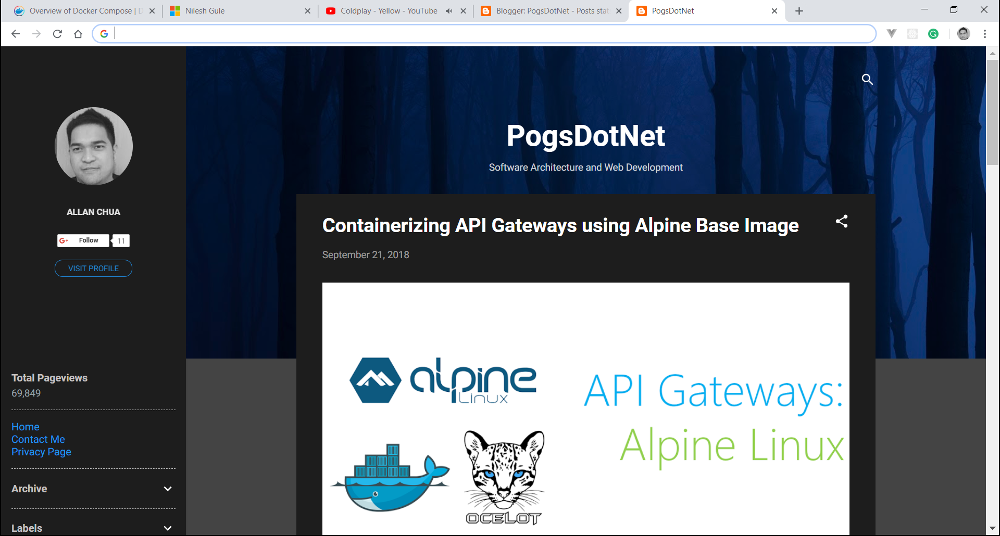 Overview of Docker Compose | D
Nilesh Gule
Coldplay - Yellow - YouTube
Blogger: PogsDotNet - Posts stat
PogsDotNet
PogsDotNet
Software Architecture and Web Development
ALLAN CHUA
G+ Follow 11
VISIT PROFILE
Total Pageviews
69,849
Home
Contact Me
Privacy Page
Archive
Labels
Containerizing API Gateways using Alpine Base Image
September 21, 2018
alpine
Linux
API Gateways:
Alpine Linux
OCELOT